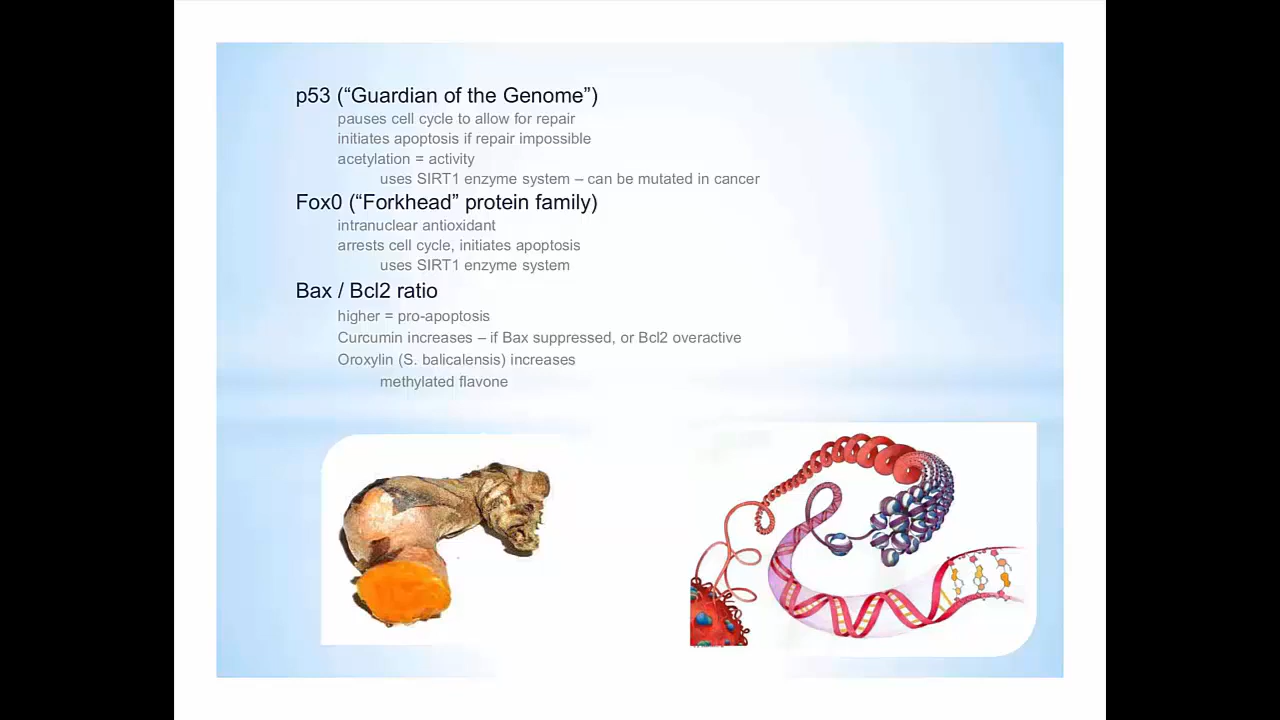 p53 (“Guardian of the Genome”)
pauses cell cycle to allow for repair
initiates apoptosis if repair impossible
acetylation = activity
uses SIRT1 enzyme system – can be mutated in cancer
Fox0 (“Forkhead” protein family)
intranuclear antioxidant
arrests cell cycle, initiates apoptosis
uses SIRT1 enzyme system
Bax / Bcl2 ratio
higher = pro-apoptosis
Curcumin increases – if Bax suppressed, or Bcl2 overactive
Oroxylin (S. balicalensis) increases
methylated flavone